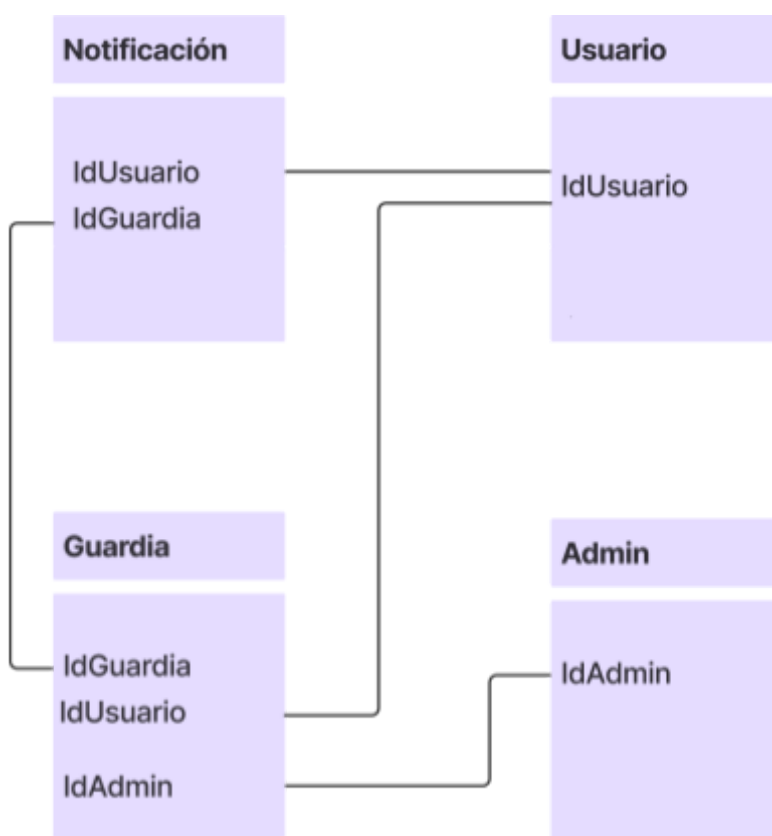 Notificación
IdUsuario
IdGuardia
Usuario
IdUsuario
Guardia
IdGuardia
IdUsuario
IdAdmin
Admin
IdAdmin